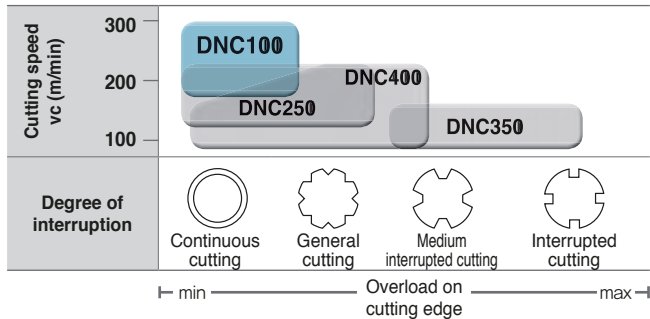 Cutting speed
vc (m/min)
300
200
100
DNC100
DNC400
DNC250
DNC350
Degree of
interruption
Continuous
cutting
General
cutting
Medium
interrupted cutting
Interrupted
cutting
min
Overload on
cutting edge
max